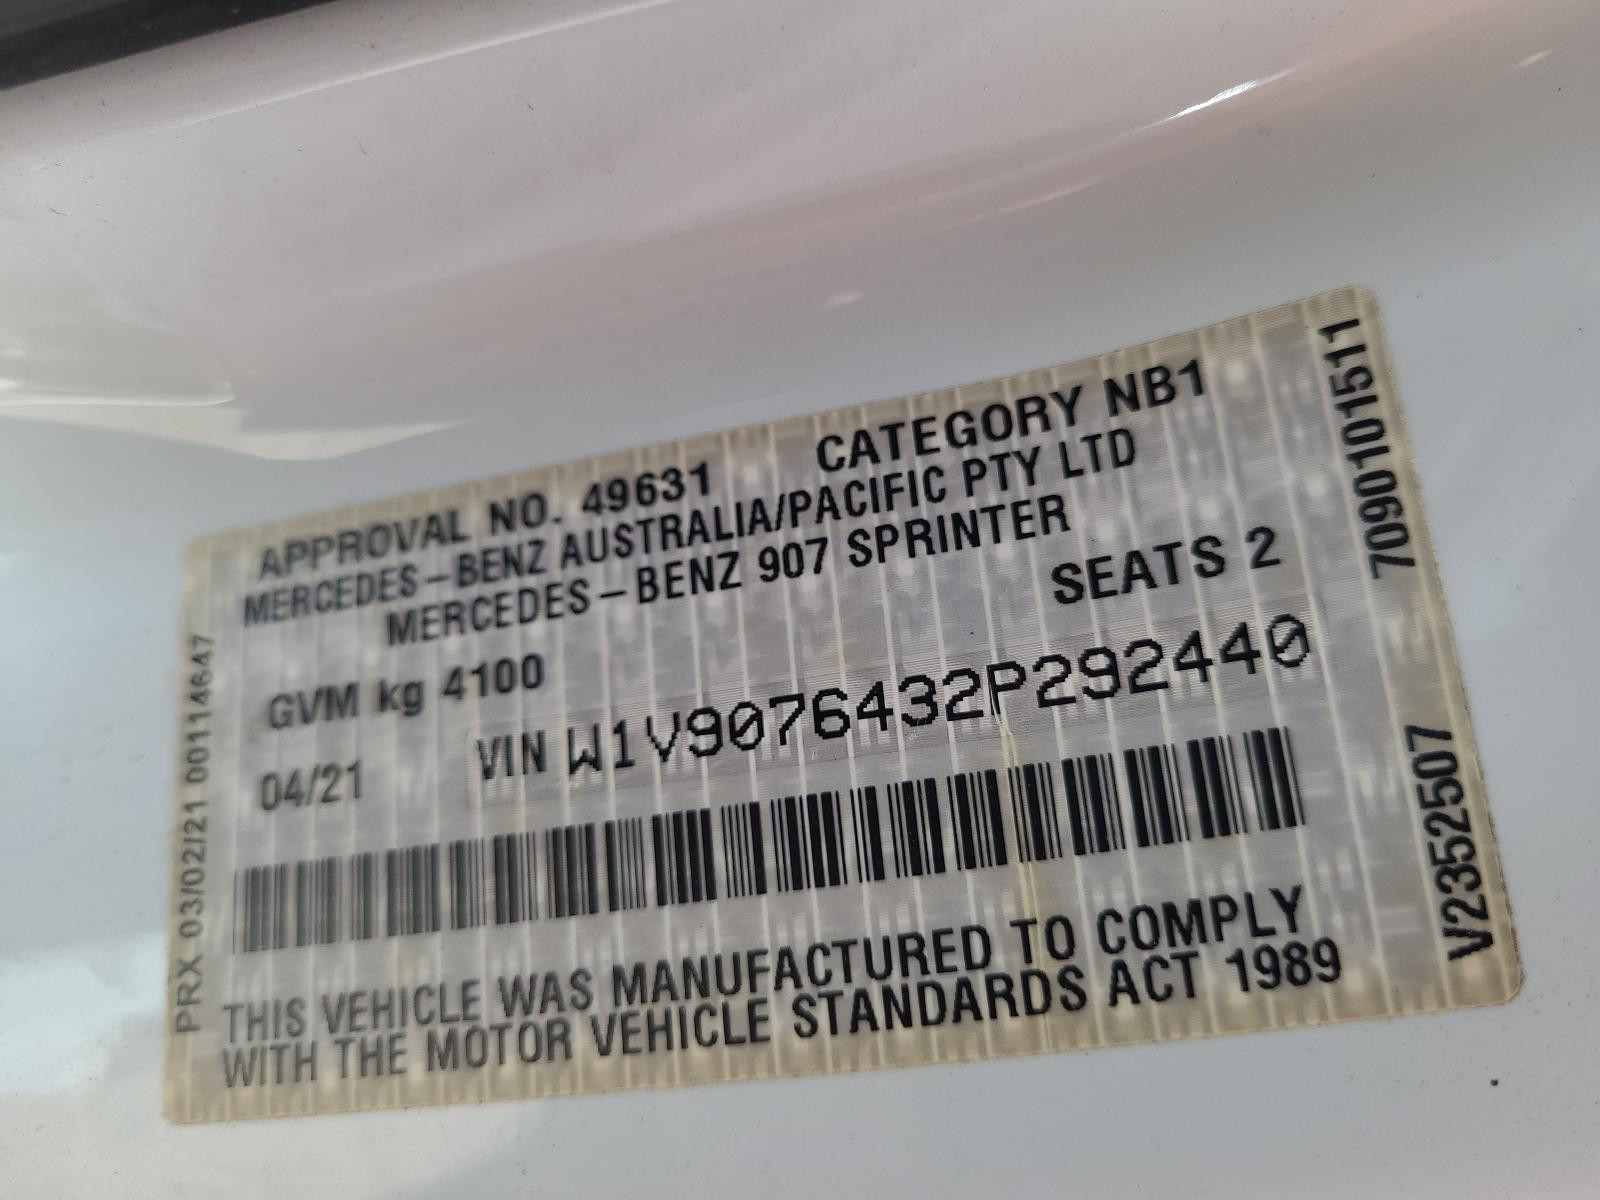 APPROVAL NO. 49631 CATEGORY NB1
MERCEDES-BENZ AUSTRALIA/PACIFIC PTY LTD
MERCEDES-BENZ 907 SPRINTER
SEATS 2
GVM kg 4100
04/21 VIN W1V9076432P292440
THIS VEHICLE WAS MANUFACTURED TO COMPLY
WITH THE MOTOR VEHICLE STANDARDS ACT 1989
PRX 03/02/21 00114647
7090101511
V2352507